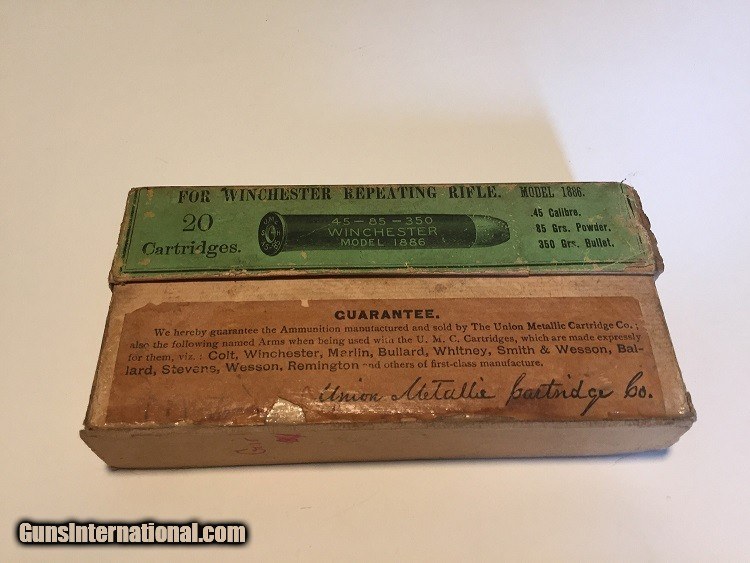 FOR WINCHESTER REPEATING RIFLE. MODEL 1886.
20
Cartridges.
45-85-350
WINCHESTER
MODEL 1886
.45 Calibre.
85 Grs. Powder.
350 Grs. Bullet.
GUARANTEE.
We hereby guarantee the Ammunition manufactured and sold by The Union Metallic Cartridge Co.;
also the following named Arms when being used with the U. M. C. Cartridges, which are made expressly
for them, viz.: Colt, Winchester, Marlin, Bullard, Whitney, Smith & Wesson, Bal-
lard, Stevens, Wesson, Remington and others of first-class manufacture.
Union Metallic Cartridge Co.
GunsInternational.com